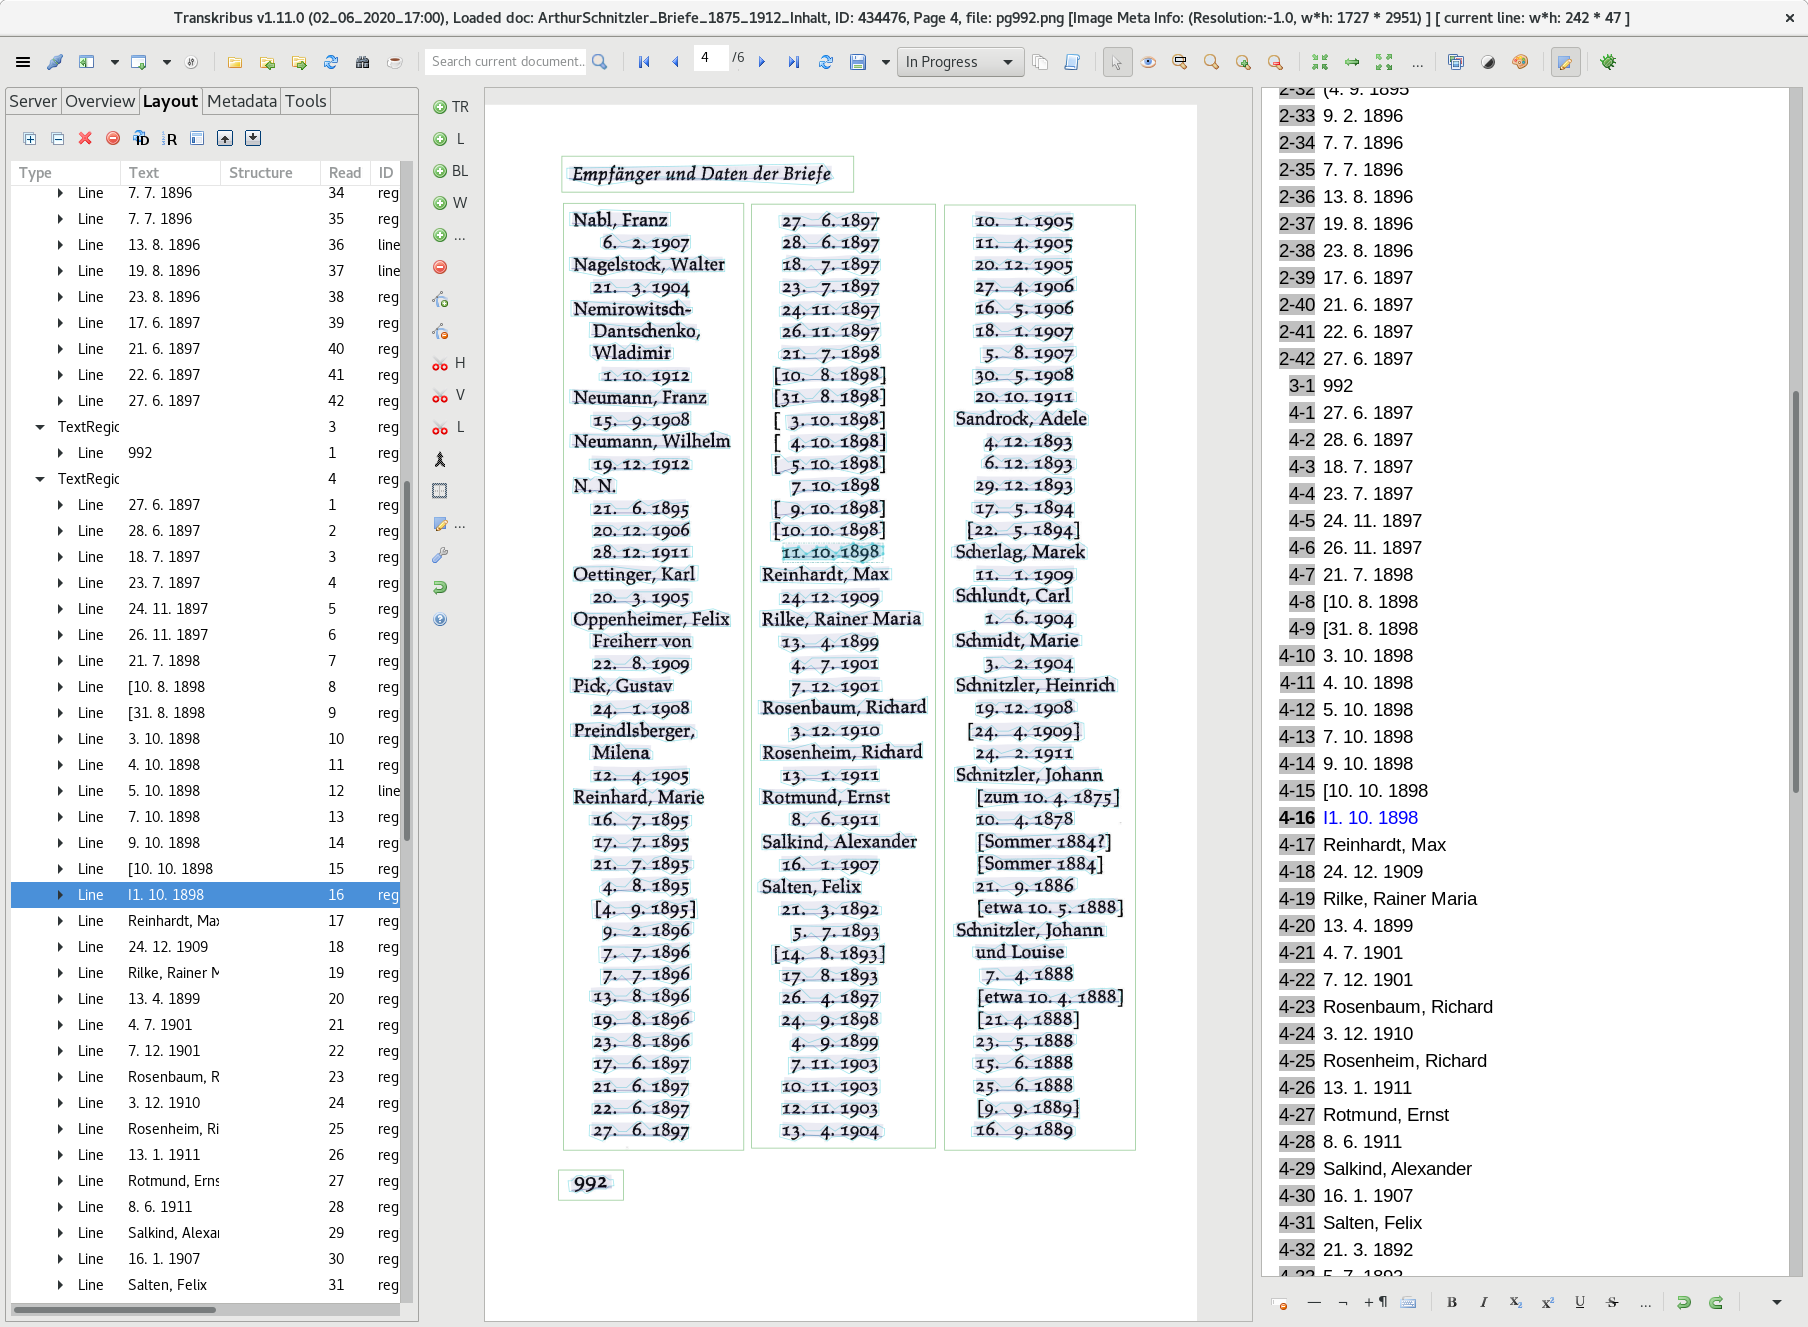 Transkribus v1.11.0 (02_06_2020_17:00), Loaded doc: ArthurSchnitzler_Briefe_1875_1912_Inhalt, ID: 434476, Page 4, file: pg992.png [Image Meta Info: (Resolution:-1.0, w*h: 1727 * 2951) ] [ current line: w*h: 242 * 47 ]
Search current document...
4 /6
In Progress
...
Server Overview Layout Metadata Tools
Type Text Structure Read ID
Line 7. 7. 1896 34 reg
Line 7. 7. 1896 35 reg
Line 13. 8. 1896 36 line
Line 19. 8. 1896 37 line
Line 23. 8. 1896 38 reg
Line 17. 6. 1897 39 reg
Line 21. 6. 1897 40 reg
Line 22. 6. 1897 41 reg
Line 27. 6. 1897 42 reg
TextRegic 3 reg
Line 992 1 reg
TextRegic 4 reg
Line 27. 6. 1897 1 reg
Line 28. 6. 1897 2 reg
Line 18. 7. 1897 3 reg
Line 23. 7. 1897 4 reg
Line 24. 11. 1897 5 reg
Line 26. 11. 1897 6 reg
Line 21. 7. 1898 7 reg
Line [10. 8. 1898 8 reg
Line [31. 8. 1898 9 reg
Line 3. 10. 1898 10 reg
Line 4. 10. 1898 11 reg
Line 5. 10. 1898 12 line
Line 7. 10. 1898 13 reg
Line 9. 10. 1898 14 reg
Line [10. 10. 1898 15 reg
Line I1. 10. 1898 16 reg
Line Reinhardt, Max 17 reg
Line 24. 12. 1909 18 reg
Line Rilke, Rainer M 19 reg
Line 13. 4. 1899 20 reg
Line 4. 7. 1901 21 reg
Line 7. 12. 1901 22 reg
Line Rosenbaum, R 23 reg
Line 3. 12. 1910 24 reg
Line Rosenheim, Ri 25 reg
Line 13. 1. 1911 26 reg
Line Rotmund, Erns 27 reg
Line 8. 6. 1911 28 reg
Line Salkind, Alexa 29 reg
Line 16. 1. 1907 30 reg
Line Salten, Felix 31 reg
TR
L
BL
W
...
H
V
L
...
Empfänger und Daten der Briefe
Nabl, Franz
6. 2. 1907
Nagelstock, Walter
21. 3. 1904
Nemirowitsch-
Dantschenko,
Wladimir
1. 10. 1912
Neumann, Franz
15. 9. 1908
Neumann, Wilhelm
19. 12. 1912
N. N.
21. 6. 1895
20. 12. 1906
28. 12. 1911
Oettinger, Karl
20. 3. 1905
Oppenheimer, Felix
Freiherr von
22. 8. 1909
Pick, Gustav
24. 1. 1908
Preindlsberger,
Milena
12. 4. 1905
Reinhard, Marie
16. 7. 1895
17. 7. 1895
21. 7. 1895
4. 8. 1895
[4. 9. 1895]
9. 2. 1896
7. 7. 1896
7. 7. 1896
13. 8. 1896
19. 8. 1896
23. 8. 1896
17. 6. 1897
21. 6. 1897
22. 6. 1897
27. 6. 1897
27. 6. 1897
28. 6. 1897
18. 7. 1897
23. 7. 1897
24. 11. 1897
26. 11. 1897
21. 7. 1898
[10. 8. 1898]
[31. 8. 1898]
[ 3. 10. 1898]
[ 4. 10. 1898]
[ 5. 10. 1898]
7. 10. 1898
[ 9. 10. 1898]
[10. 10. 1898]
11. 10. 1898
Reinhardt, Max
24. 12. 1909
Rilke, Rainer Maria
13. 4. 1899
4. 7. 1901
7. 12. 1901
Rosenbaum, Richard
3. 12. 1910
Rosenheim, Richard
13. 1. 1911
Rotmund, Ernst
8. 6. 1911
Salkind, Alexander
16. 1. 1907
Salten, Felix
21. 3. 1892
5. 7. 1893
[14. 8. 1893]
17. 8. 1893
26. 4. 1897
24. 9. 1898
4. 9. 1899
7. 11. 1903
10. 11. 1903
12. 11. 1903
13. 4. 1904
10. 1. 1905
11. 4. 1905
20. 12. 1905
27. 4. 1906
16. 5. 1906
18. 1. 1907
5. 8. 1907
30. 5. 1908
20. 10. 1911
Sandrock, Adele
4. 12. 1893
6. 12. 1893
29. 12. 1893
17. 5. 1894
[22. 5. 1894]
Scherlag, Marek
11. 1. 1909
Schlundt, Carl
1. 6. 1904
Schmidt, Marie
3. 2. 1904
Schnitzler, Heinrich
19. 12. 1908
[24. 4. 1909]
24. 2. 1911
Schnitzler, Johann
[zum 10. 4. 1875]
10. 4. 1878
[Sommer 1884?]
[Sommer 1884]
21. 9. 1886
[etwa 10. 5. 1888]
Schnitzler, Johann
und Louise
7. 4. 1888
[etwa 10. 4. 1888]
[21. 4. 1888]
23. 5. 1888
15. 6. 1888
25. 6. 1888
[9. 9. 1889]
16. 9. 1889
992
2-32 (4. 9. 1895
2-33 9. 2. 1896
2-34 7. 7. 1896
2-35 7. 7. 1896
2-36 13. 8. 1896
2-37 19. 8. 1896
2-38 23. 8. 1896
2-39 17. 6. 1897
2-40 21. 6. 1897
2-41 22. 6. 1897
2-42 27. 6. 1897
3-1 992
4-1 27. 6. 1897
4-2 28. 6. 1897
4-3 18. 7. 1897
4-4 23. 7. 1897
4-5 24. 11. 1897
4-6 26. 11. 1897
4-7 21. 7. 1898
4-8 [10. 8. 1898
4-9 [31. 8. 1898
4-10 3. 10. 1898
4-11 4. 10. 1898
4-12 5. 10. 1898
4-13 7. 10. 1898
4-14 9. 10. 1898
4-15 [10. 10. 1898
4-16 I1. 10. 1898
4-17 Reinhardt, Max
4-18 24. 12. 1909
4-19 Rilke, Rainer Maria
4-20 13. 4. 1899
4-21 4. 7. 1901
4-22 7. 12. 1901
4-23 Rosenbaum, Richard
4-24 3. 12. 1910
4-25 Rosenheim, Richard
4-26 13. 1. 1911
4-27 Rotmund, Ernst
4-28 8. 6. 1911
4-29 Salkind, Alexander
4-30 16. 1. 1907
4-31 Salten, Felix
4-32 21. 3. 1892
4-33 5. 7. 1893
B I X₂ X² U S ...